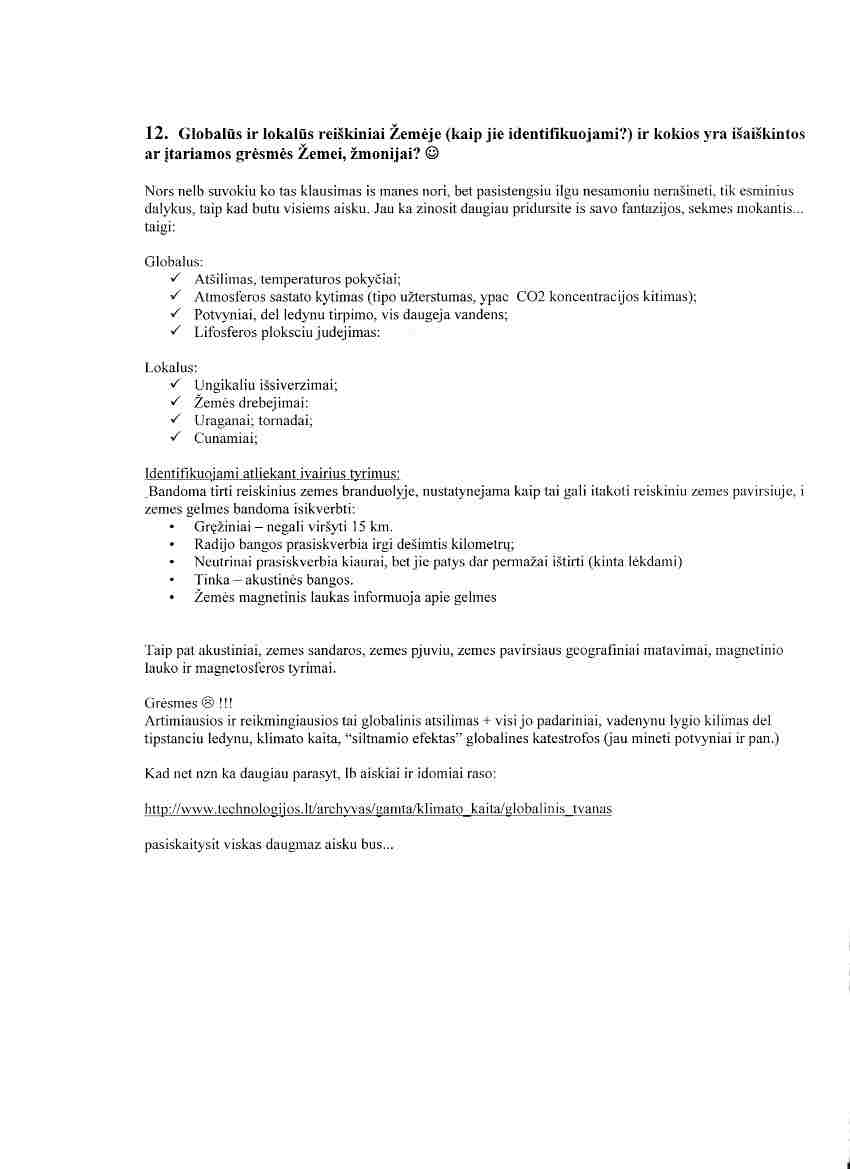 12. Globalūs ir lokalūs reiškiniai Žemėje (kaip jie identifikuojami?) ir kokios yra išaiškintos
ar įtariamos grėsmės Žemei, žmonijai? ☺
Nors nelb suvokiu ko tas klausimas is manes nori, bet pasistengsiu ilgu nesamoniu nerašineti, tik esminius
dalykus, taip kad butu visiems aisku. Jau ka zinosit daugiau pridursite is savo fantazijos, sekmes mokantis...
taigi:
Globalus:
✓ Atšilimas, temperaturos pokyčiai;
✓ Atmosferos sastato kytimas (tipo užterstumas, ypac CO2 koncentracijos kitimas);
✓ Potvyniai, del ledynu tirpimo, vis daugeja vandens;
✓ Lifosferos ploksciu judejimas:
Lokalus:
✓ Ungikaliu išsiverzimai;
✓ Žemės drebejimai:
✓ Uraganai; tornadai;
✓ Cunamiai;
Identifikuojami atliekant ivairius tyrimus:
Bandoma tirti reiskinius zemes branduolyje, nustatynejama kaip tai gali itakoti reiskiniu zemes pavirsiuje, i
zemes gelmes bandoma isikverbti:
• Gręžiniai – negali viršyti 15 km.
• Radijo bangos prasiskverbia irgi dešimtis kilometrų;
• Neutrinai prasiskverbia kiaurai, bet jie patys dar permažai ištirti (kinta lėkdami)
• Tinka – akustinės bangos.
• Žemės magnetinis laukas informuoja apie gelmes
Taip pat akustiniai, zemes sandaros, zemes pjuviu, zemes pavirsiaus geografiniai matavimai, magnetinio
lauko ir magnetosferos tyrimai.
Grėsmes ☹ !!!
Artimiausios ir reikmingiausios tai globalinis atsilimas + visi jo padariniai, vadenynu lygio kilimas del
tipstanciu ledynu, klimato kaita, “siltnamio efektas” globalines katestrofos (jau mineti potvyniai ir pan.)
Kad net nzn ka daugiau parasyt, lb aiskiai ir idomiai raso:
http://www.technologijos.lt/archyvas/gamta/klimato_kaita/globalinis_tvanas
pasiskaitysit viskas daugmaz aisku bus...